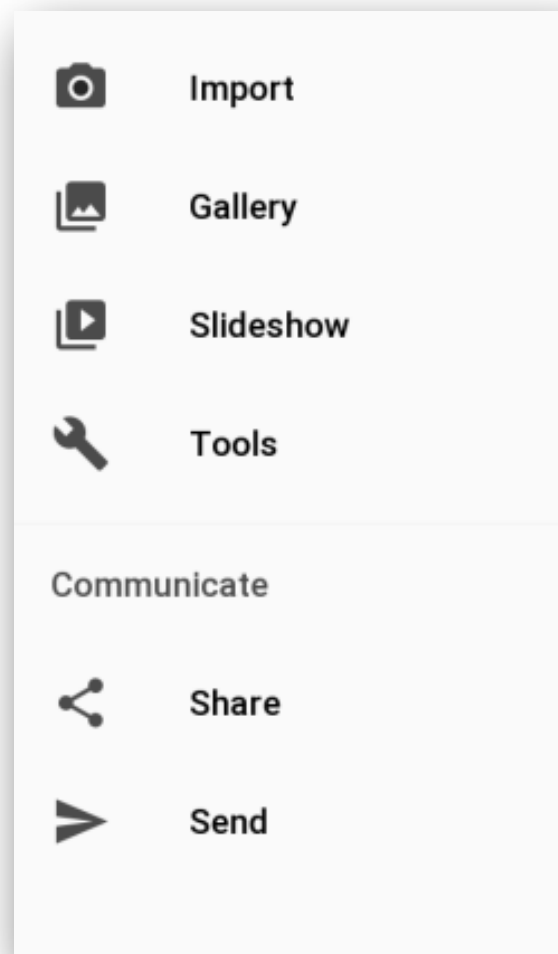 Import
Gallery
Slideshow
Tools
Communicate
Share
Send